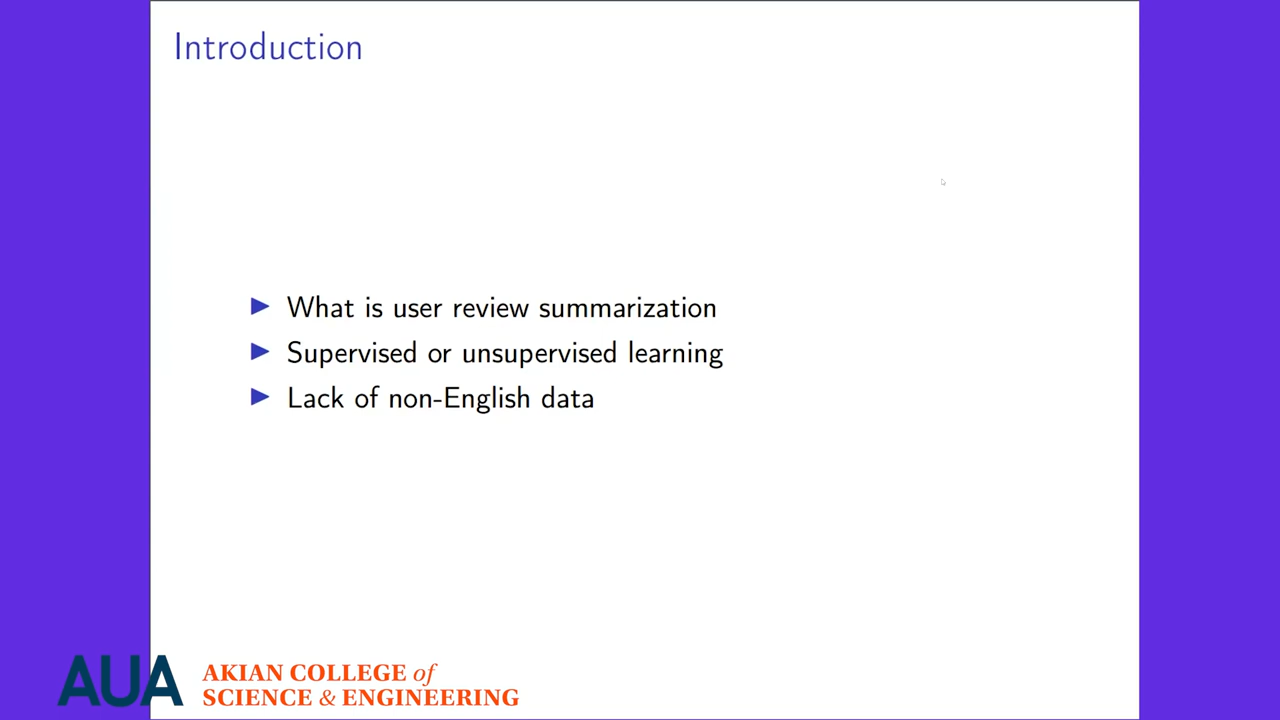 Introduction
What is user review summarization
Supervised or unsupervised learning
Lack of non-English data
AUA
AKIAN COLLEGE of
SCIENCE & ENGINEERING